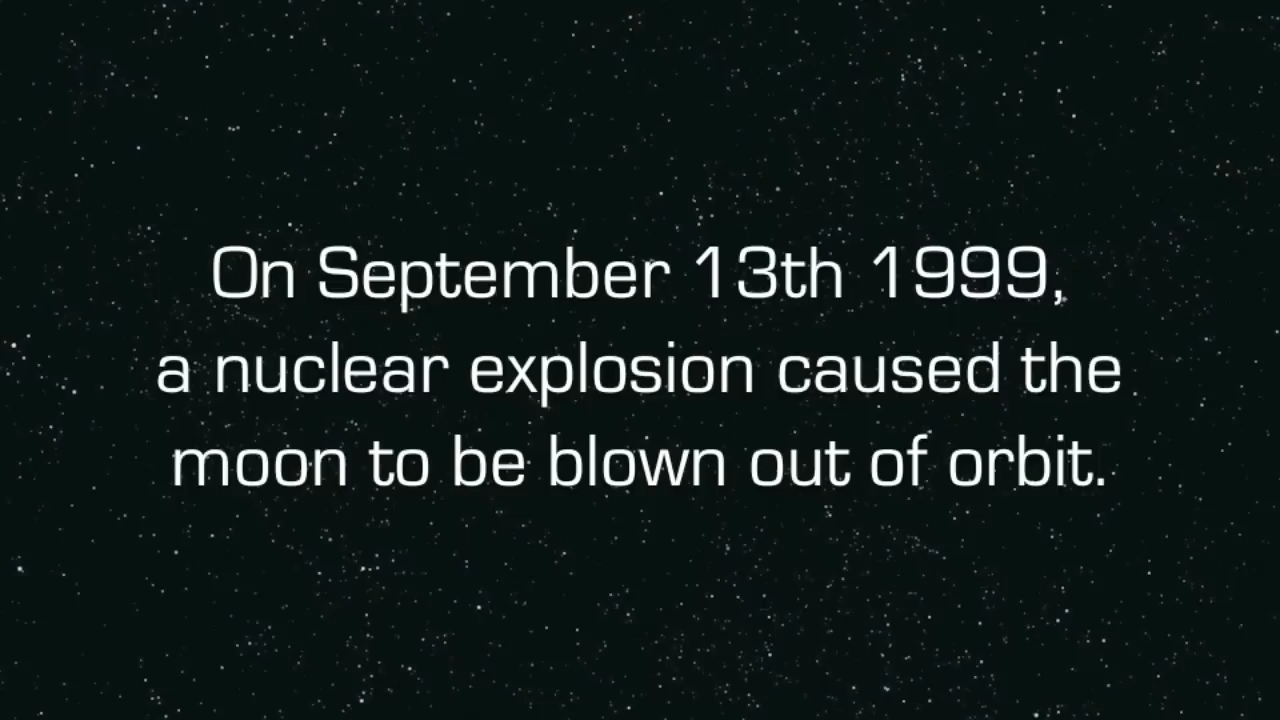 On September 13th 1999,
a nuclear explosion caused the
moon to be blown out of orbit.